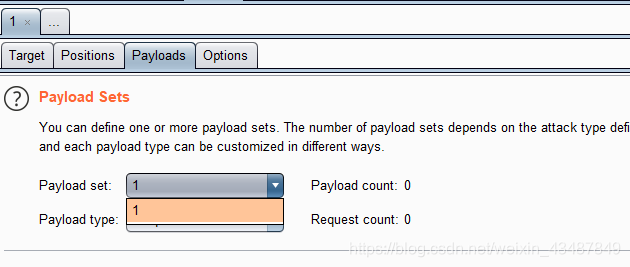 1 × ...
Target Positions Payloads Options
? Payload Sets
You can define one or more payload sets. The number of payload sets depends on the attack type defi
and each payload type can be customized in different ways.
Payload set: 1 Payload count: 0
1
Payload type: Request count: 0
https://blog.csdn.net/weixin_43487849